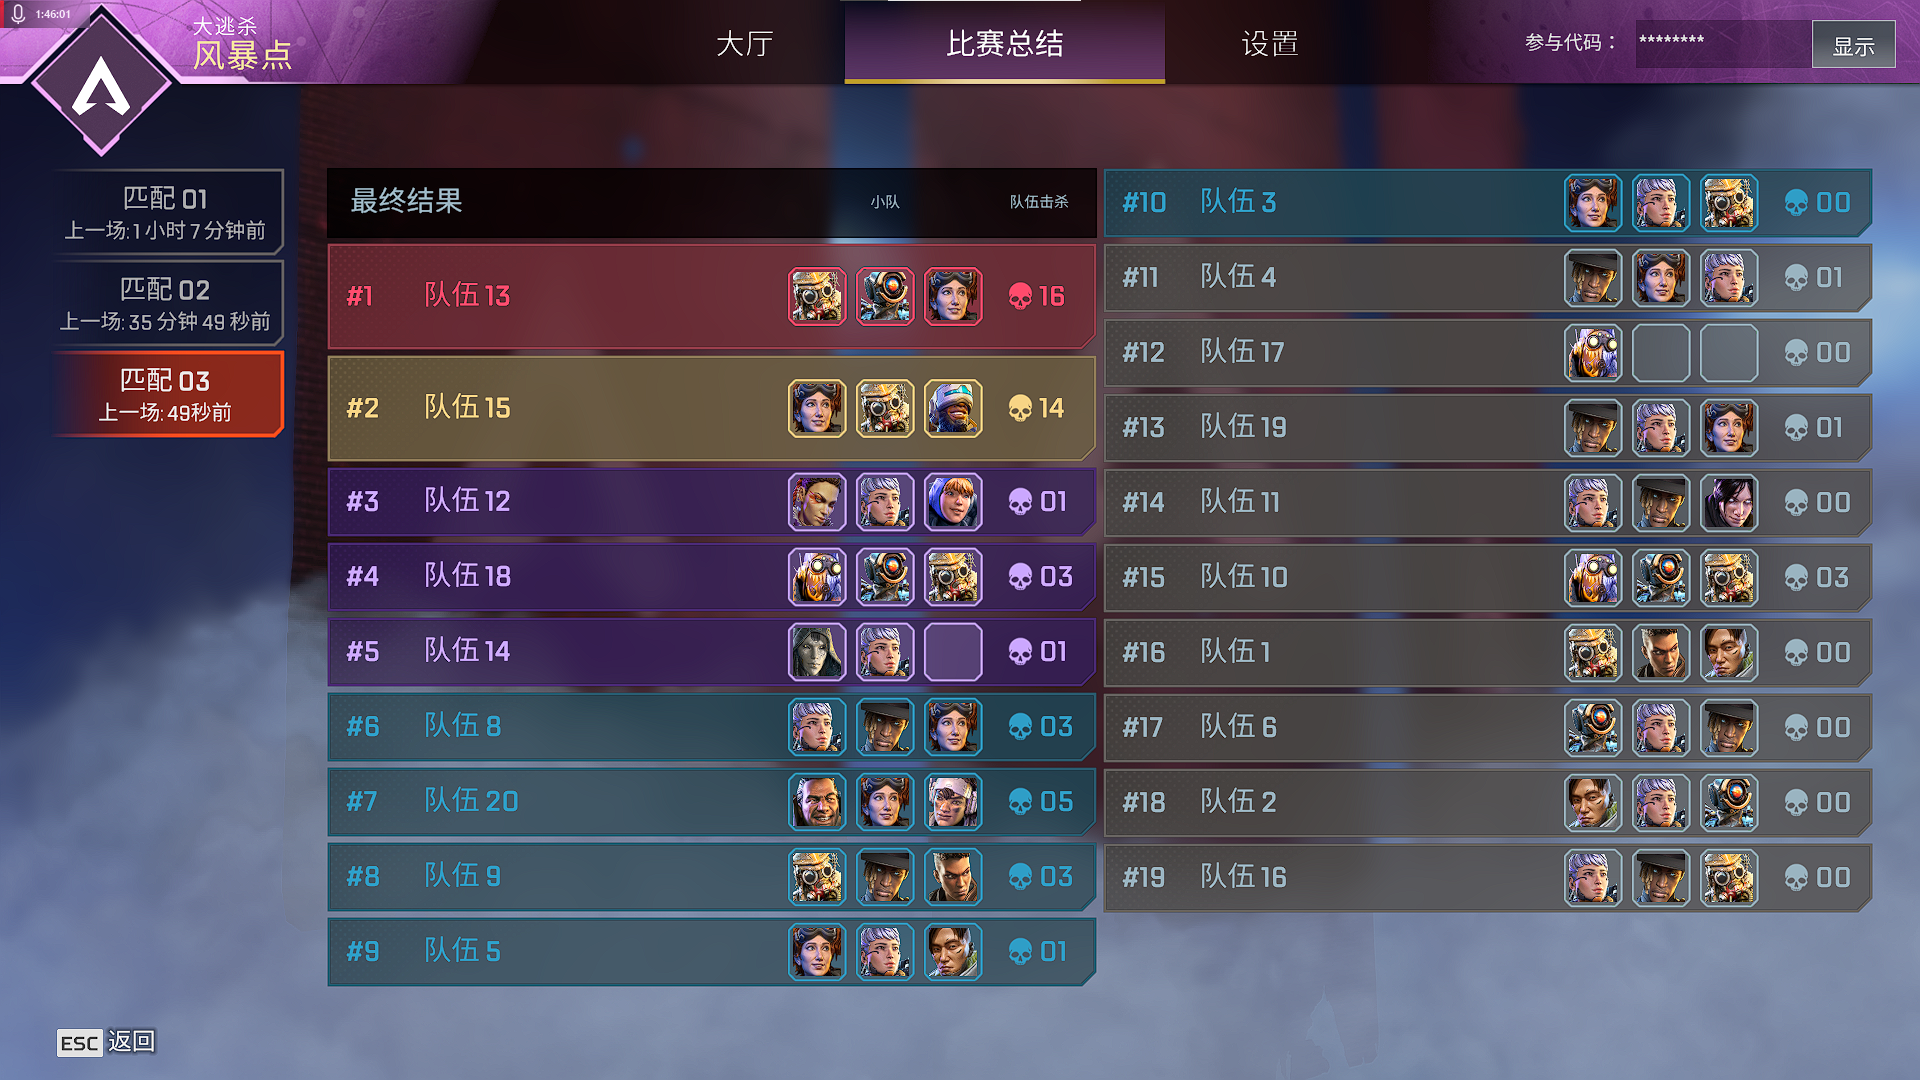 1:46:01
大逃杀
风暴点
大厅
比赛总结
设置
参与代码：
********
显示
匹配 01
上一场:1 小时 7 分钟前
匹配 02
上一场: 35 分钟 49 秒前
匹配 03
上一场: 49秒前
最终结果 小队 队伍击杀
#1 队伍 13 16
#2 队伍 15 14
#3 队伍 12 01
#4 队伍 18 03
#5 队伍 14 01
#6 队伍 8 03
#7 队伍 20 05
#8 队伍 9 03
#9 队伍 5 01
#10 队伍 3 00
#11 队伍 4 01
#12 队伍 17 00
#13 队伍 19 01
#14 队伍 11 00
#15 队伍 10 03
#16 队伍 1 00
#17 队伍 6 00
#18 队伍 2 00
#19 队伍 16 00
ESC 返回